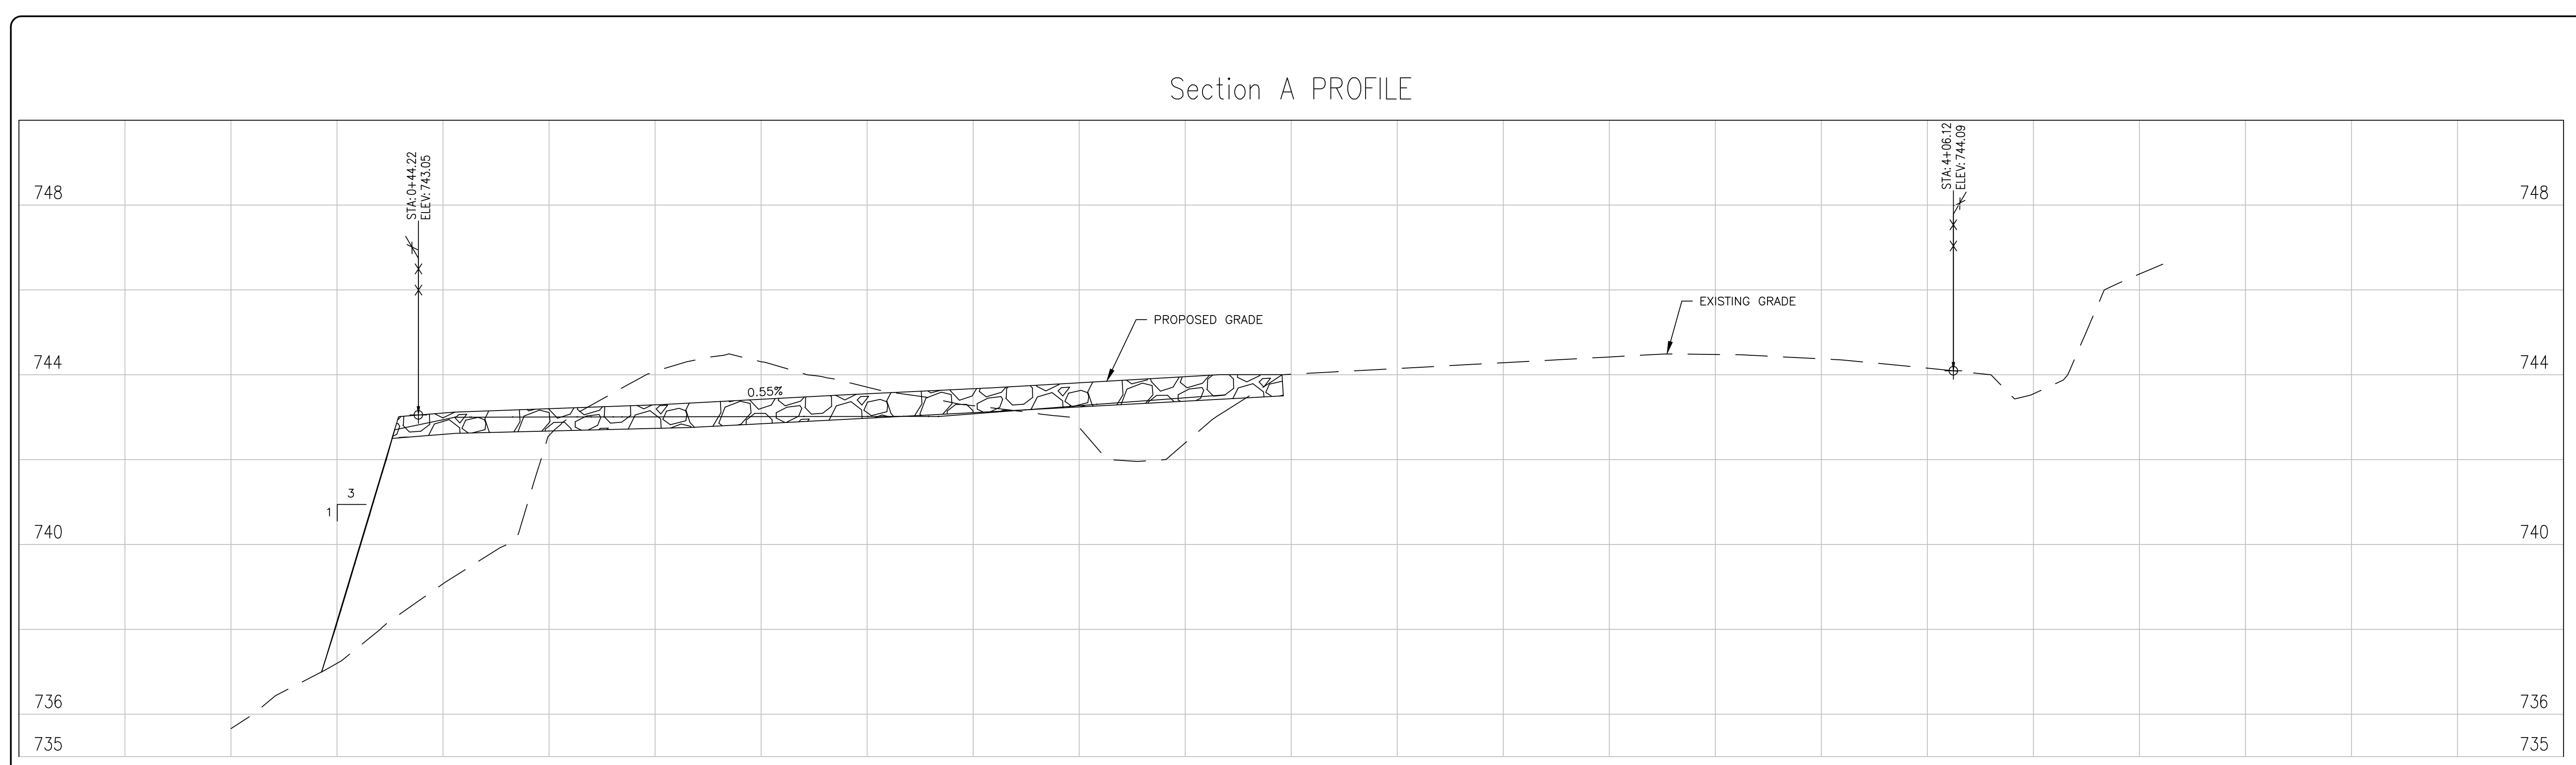 Section A PROFILE
STA: 0+44.22
ELEV: 743.05
STA: 4+06.12
ELEV: 744.09
748
748
EXISTING GRADE
PROPOSED GRADE
744
744
0.55%
3
1
740
740
736
736
735
735